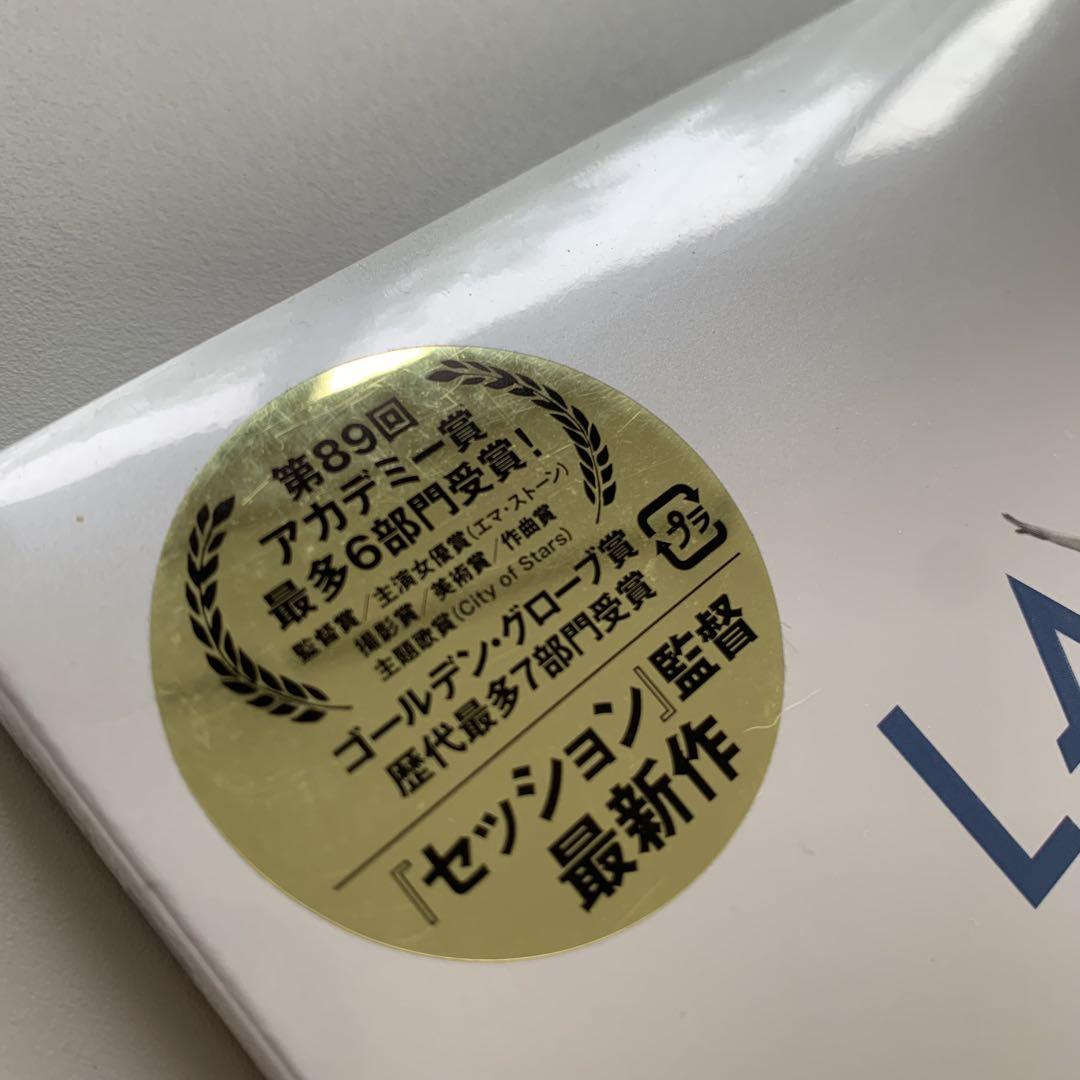 第89回
アカデミー賞
最多6部門受賞!
監督賞/主演女優賞(エマ・ストーン)
撮影賞/美術賞/作曲賞
主題歌賞(City of Stars)
ゴールデン・グローブ賞
歴代最多7部門受賞
プラ
『セッション』監督
最新作
LA